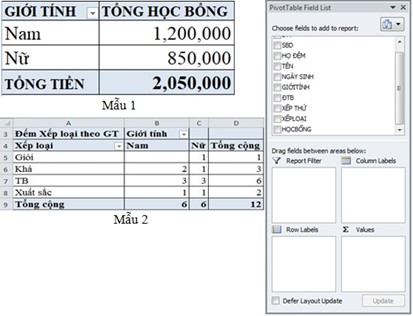 GIỚI TÍNH TỔNG HỌC BỔNG
Nam 1,200,000
Nữ 850,000
TỔNG TIỀN 2,050,000
Mẫu 1
A B C D
3 Đếm Xếp loại theo GT Giới tính
4 Xếp loại Nam Nữ Tổng cộng
5 Giỏi 1 1
6 Khá 2 1 3
7 TB 3 3 6
8 Xuất sắc 1 1 2
9 Tổng cộng 6 6 12
Mẫu 2
PivotTable Field List
Choose fields to add to report:
SBD
HỌ ĐỆM
TÊN
NGÀY SINH
GIỚITÍNH
ĐTB
XẾP THỨ
XẾPLOẠI
HỌCBỔNG
Drag fields between areas below:
Report Filter Column Labels
Row Labels Σ Values
Defer Layout Update Update